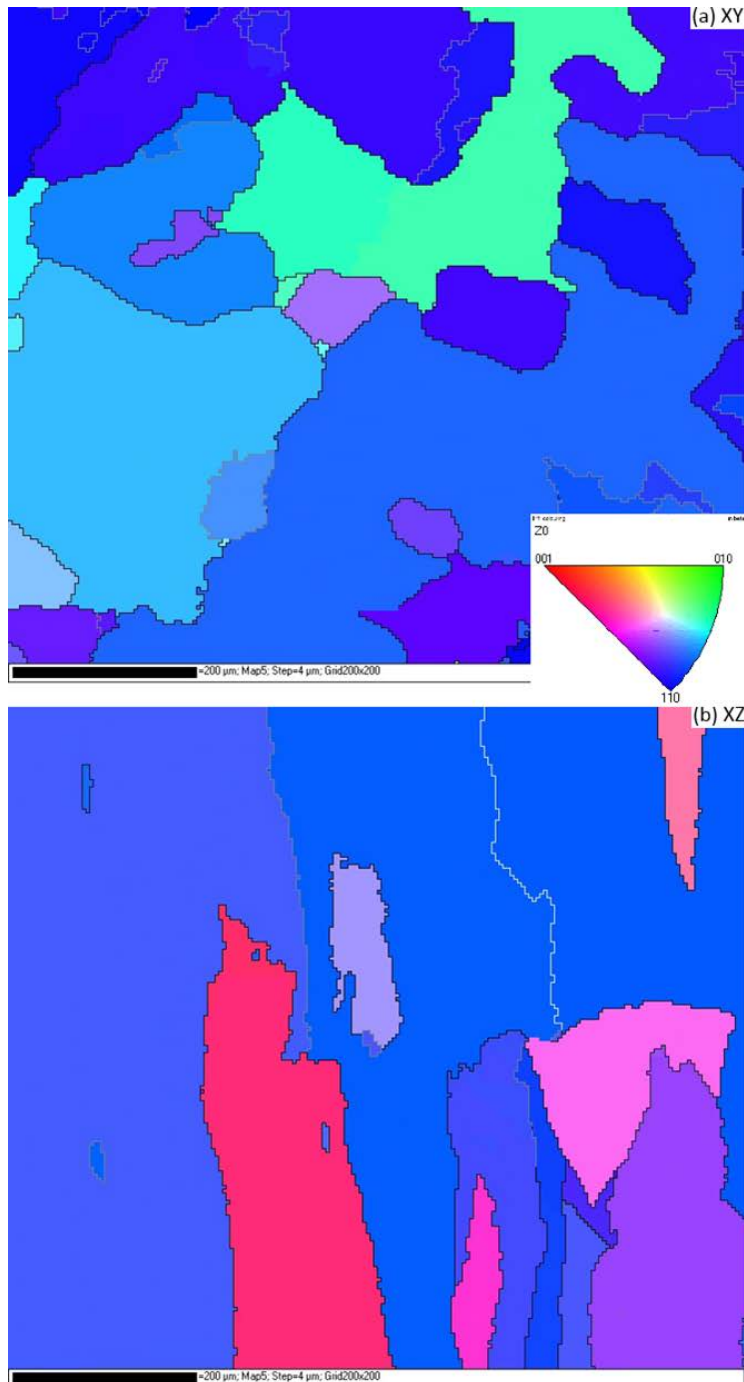 (a) XY
Z0
001
010
110
=200 µm; Map5; Step=4 µm; Grid200x200
(b) XZ
=200 µm; Map5; Step=4 µm; Grid200x200